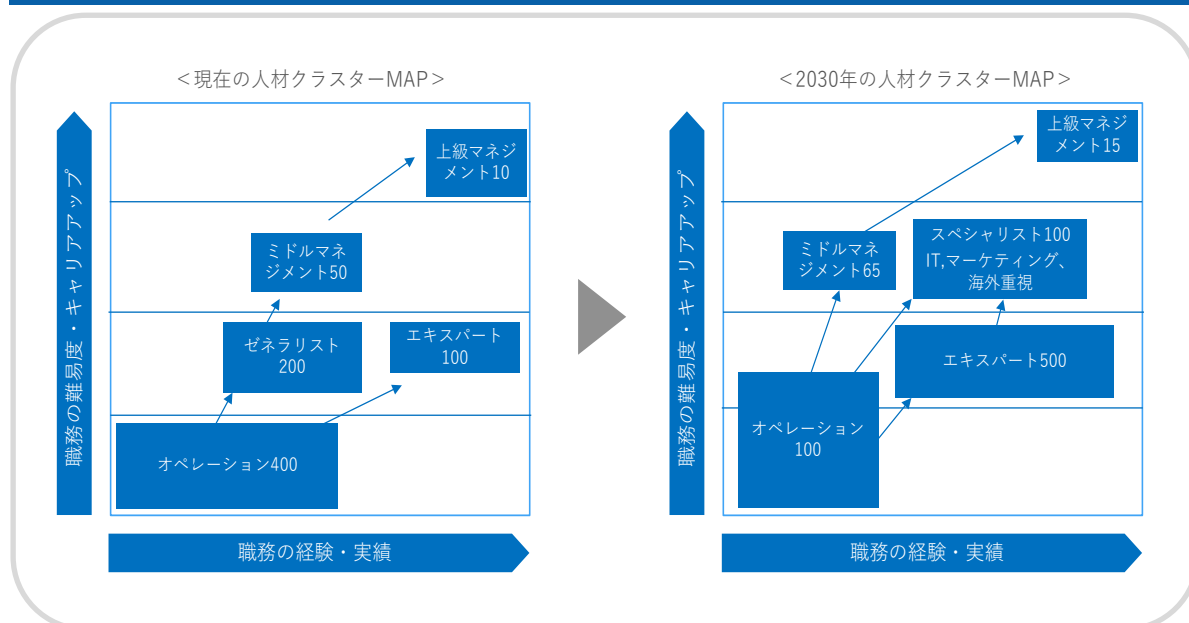 ＜現在の人材クラスターMAP＞
職務の難易度・キャリアアップ
上級マネジ
メント10
ミドルマネ
ジメント50
ゼネラリスト
200
エキスパート
100
オペレーション400
職務の経験・実績
＜2030年の人材クラスターMAP＞
職務の難易度・キャリアアップ
上級マネジ
メント15
ミドルマネ
ジメント65
スペシャリスト100
IT,マーケティング、
海外重視
エキスパート500
オペレーション
100
職務の経験・実績